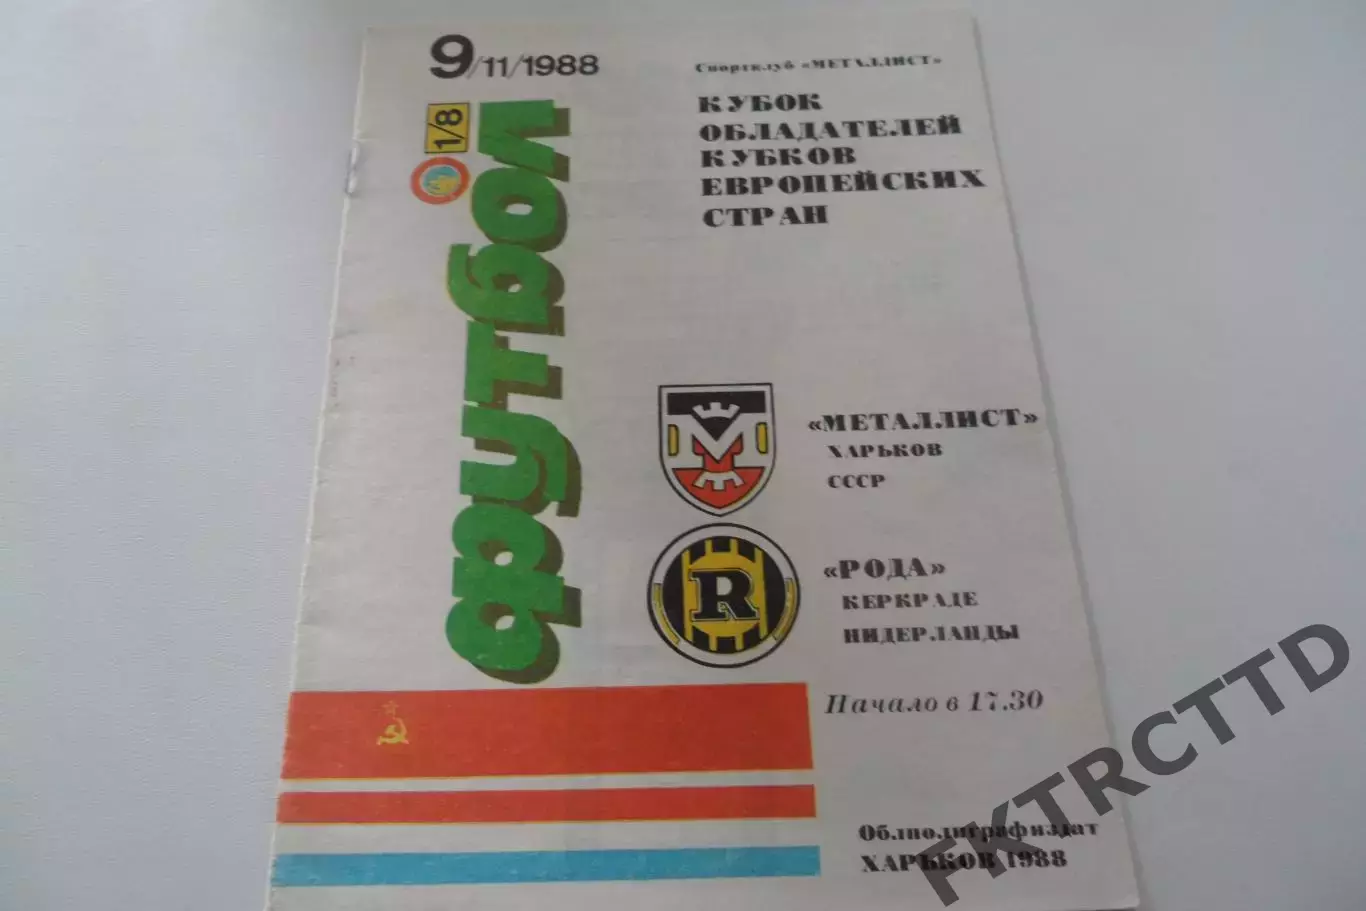 9/11/1988
Спортклуб «МЕТАЛЛИСТ»
КУБОК
ОБЛАДАТЕЛЕЙ
КУБКОВ
ЕВРОПЕЙСКИХ
СТРАН
1/8
футбол
М
«МЕТАЛЛИСТ»
ХАРЬКОВ
СССР
R
«РОДА»
КЕРКРАДЕ
НИДЕРЛАНДЫ
Начало в 17.30
Облполиграфиздат
ХАРЬКОВ 1988
FKTRCTTD